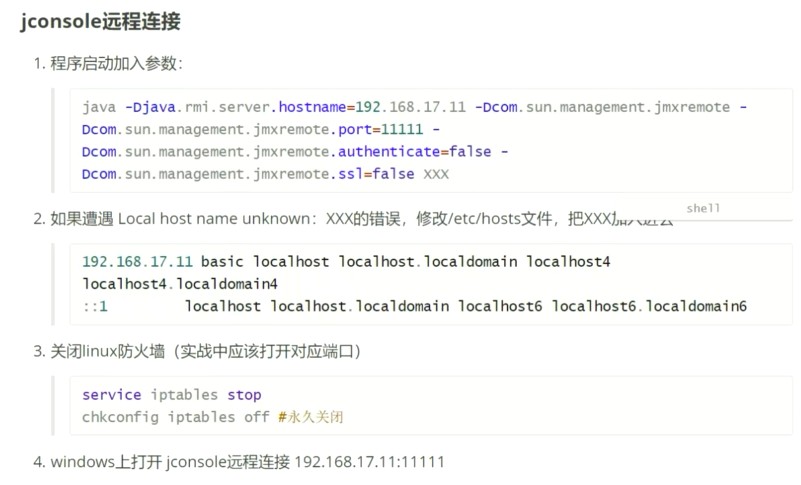 jconsole远程连接
1. 程序启动加入参数：
java -Djava.rmi.server.hostname=192.168.17.11 -Dcom.sun.management.jmxremote -
Dcom.sun.management.jmxremote.port=11111 -
Dcom.sun.management.jmxremote.authenticate=false -
Dcom.sun.management.jmxremote.ssl=false XXX
shell
2. 如果遭遇 Local host name unknown：XXX的错误，修改/etc/hosts文件，把XXX加入进去
192.168.17.11 basic localhost localhost.localdomain localhost4
localhost4.localdomain4
::1 localhost localhost.localdomain localhost6 localhost6.localdomain6
3. 关闭linux防火墙（实战中应该打开对应端口）
service iptables stop
chkconfig iptables off #永久关闭
4. windows上打开 jconsole远程连接 192.168.17.11:11111